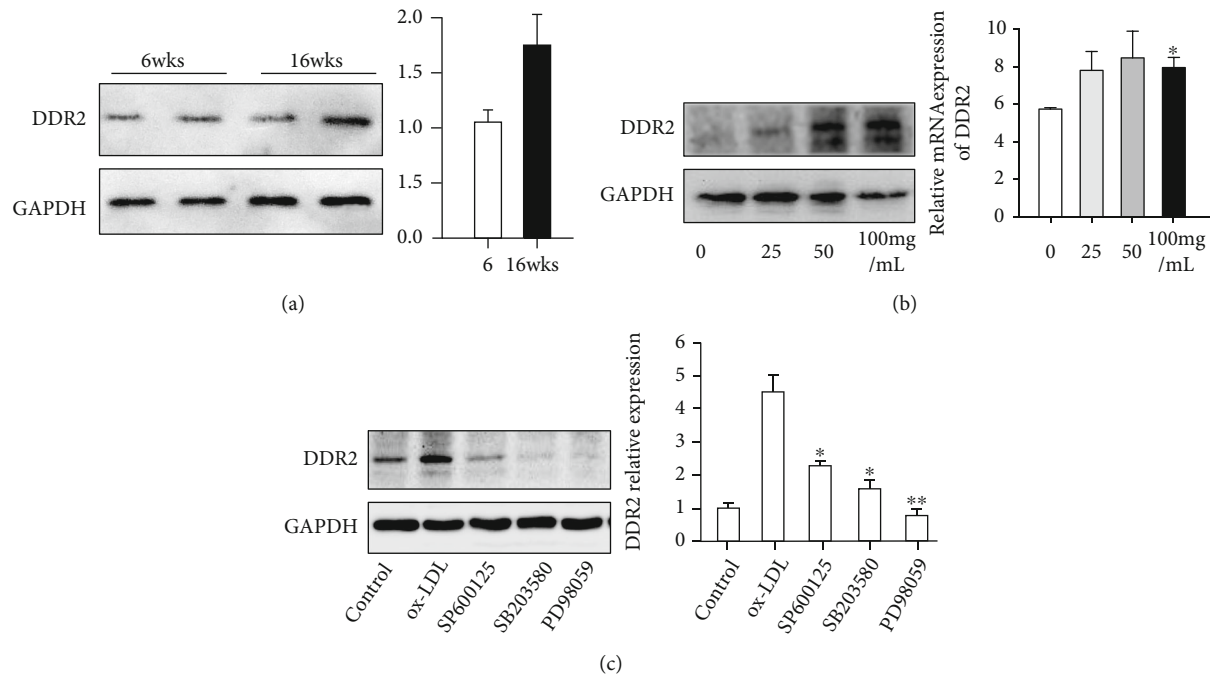 (a)
6wks 16wks
DDR2
GAPDH
2.0
1.5
1.0
1.5
0.0
6 16wks
(b)
DDR2
GAPDH
0 25 50 100mg
/mL
Relative mRNAexpression
of DDR2
10
8
6
4
2
0
*
0 25 50 100mg
/mL
(c)
DDR2
GAPDH
Control
ox-LDL
SP600125
SB203580
PD98059
DDR2 relative expression
6
5
4
3
2
1
0
* * **
Control
ox-LDL
SP600125
SB203580
PD98059